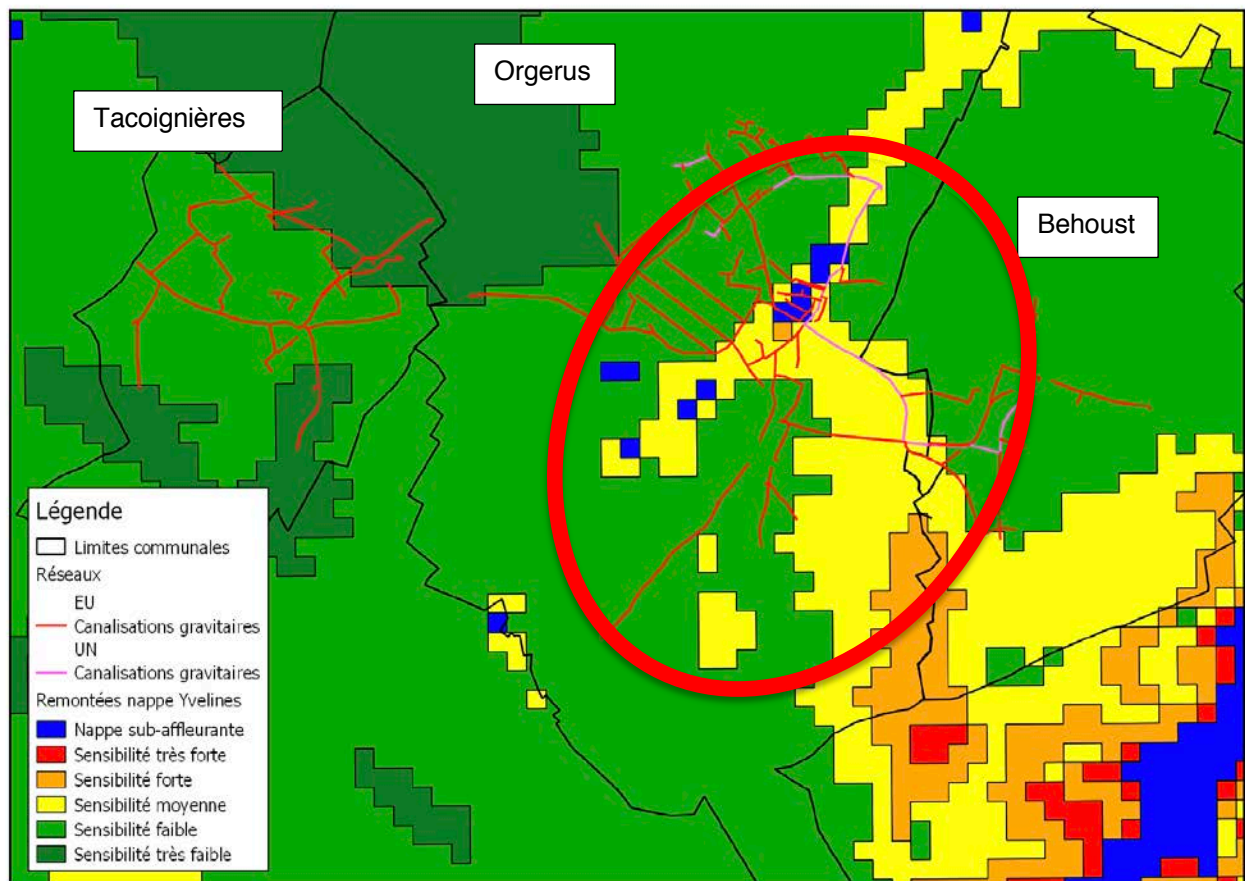 Orgerus
Tacoignières
Behoust
Légende
Limites communales
Réseaux
EU
Canalisations gravitaires
UN
Canalisations gravitaires
Remontées nappe Yvelines
Nappe sub-affleurante
Sensibilité très forte
Sensibilité forte
Sensibilité moyenne
Sensibilité faible
Sensibilité très faible